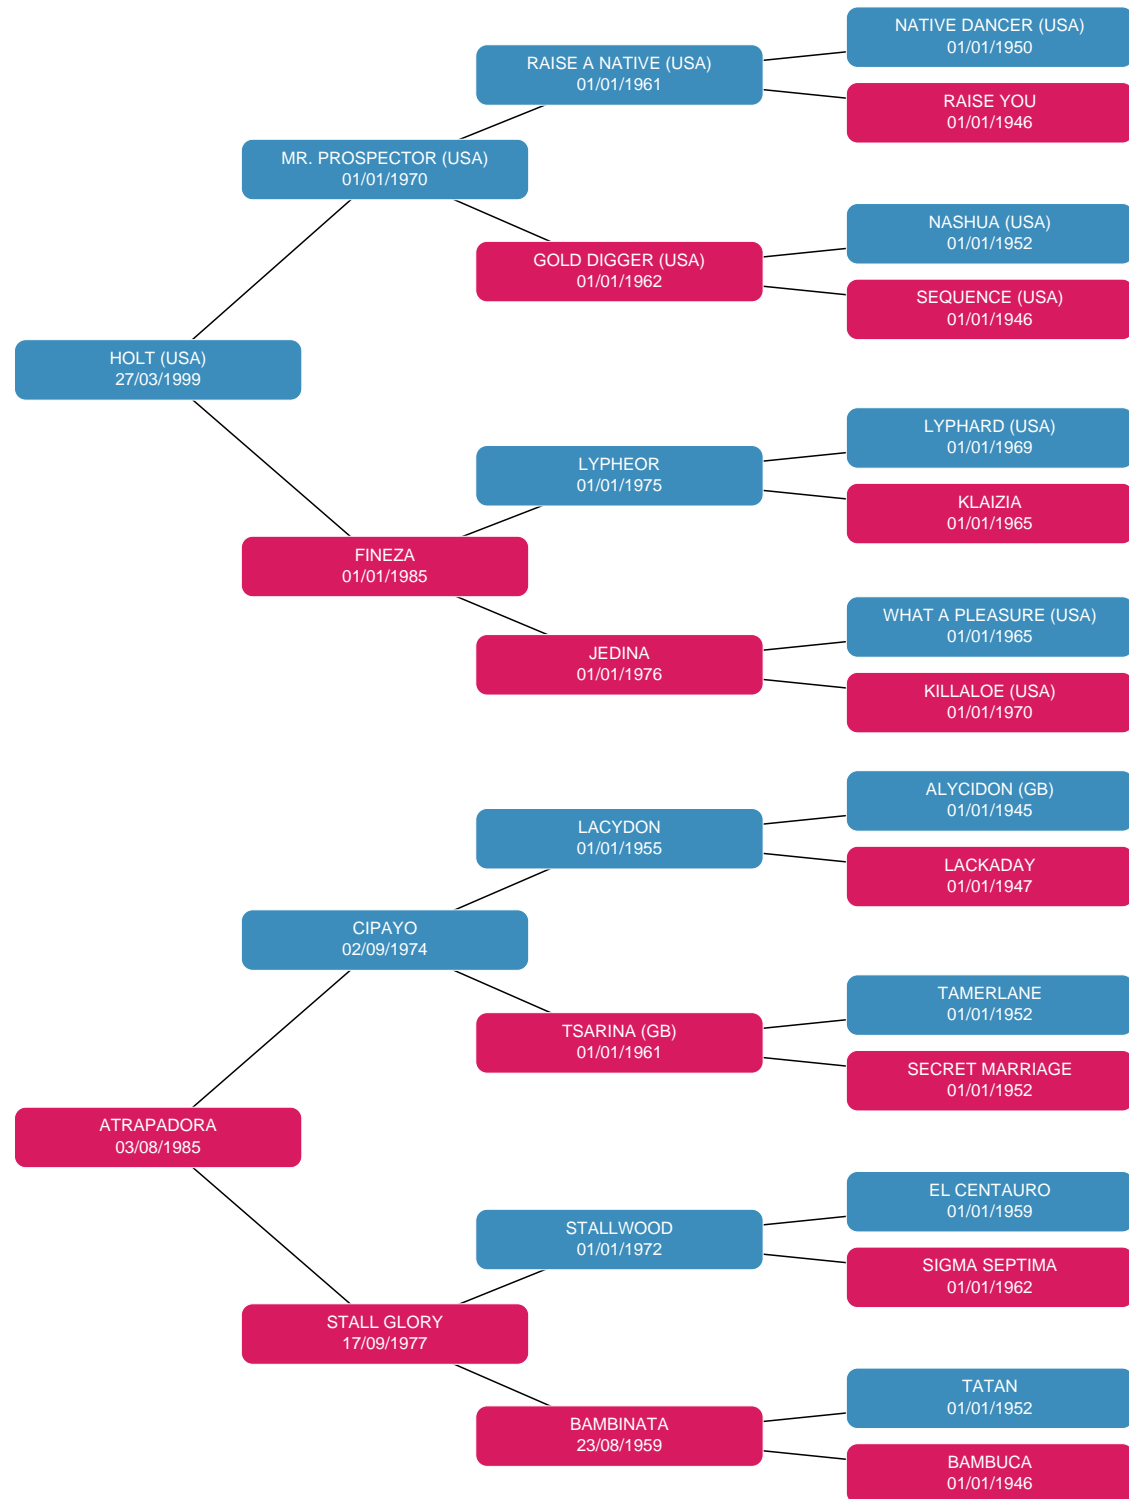 NATIVE DANCER (USA)
01/01/1950
RAISE A NATIVE (USA)
01/01/1961
RAISE YOU
01/01/1946
MR. PROSPECTOR (USA)
01/01/1970
NASHUA (USA)
01/01/1952
GOLD DIGGER (USA)
01/01/1962
SEQUENCE (USA)
01/01/1946
HOLT (USA)
27/03/1999
LYPHARD (USA)
01/01/1969
LYPHEOR
01/01/1975
KLAIZIA
01/01/1965
FINEZA
01/01/1985
WHAT A PLEASURE (USA)
01/01/1965
JEDINA
01/01/1976
KILLALOE (USA)
01/01/1970
ALYCIDON (GB)
01/01/1945
LACYDON
01/01/1955
LACKADAY
01/01/1947
CIPAYO
02/09/1974
TAMERLANE
01/01/1952
TSARINA (GB)
01/01/1961
SECRET MARRIAGE
01/01/1952
ATRAPADORA
03/08/1985
EL CENTAURO
01/01/1959
STALLWOOD
01/01/1972
SIGMA SEPTIMA
01/01/1962
STALL GLORY
17/09/1977
TATAN
01/01/1952
BAMBINATA
23/08/1959
BAMBUCA
01/01/1946